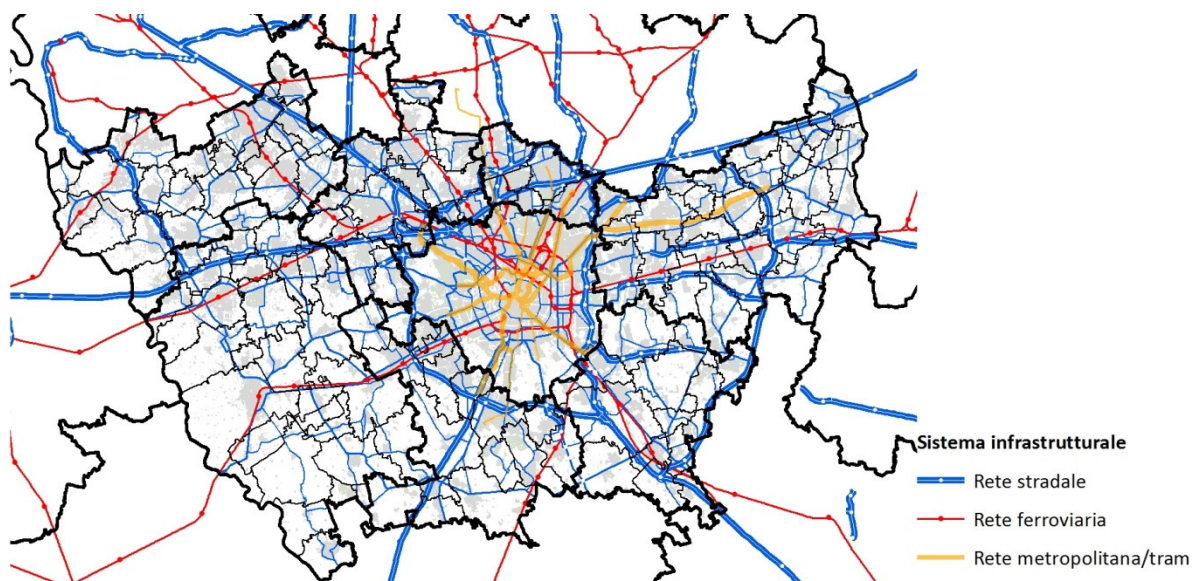 Sistema infrastrutturale
Rete stradale
Rete ferroviaria
Rete metropolitana/tram